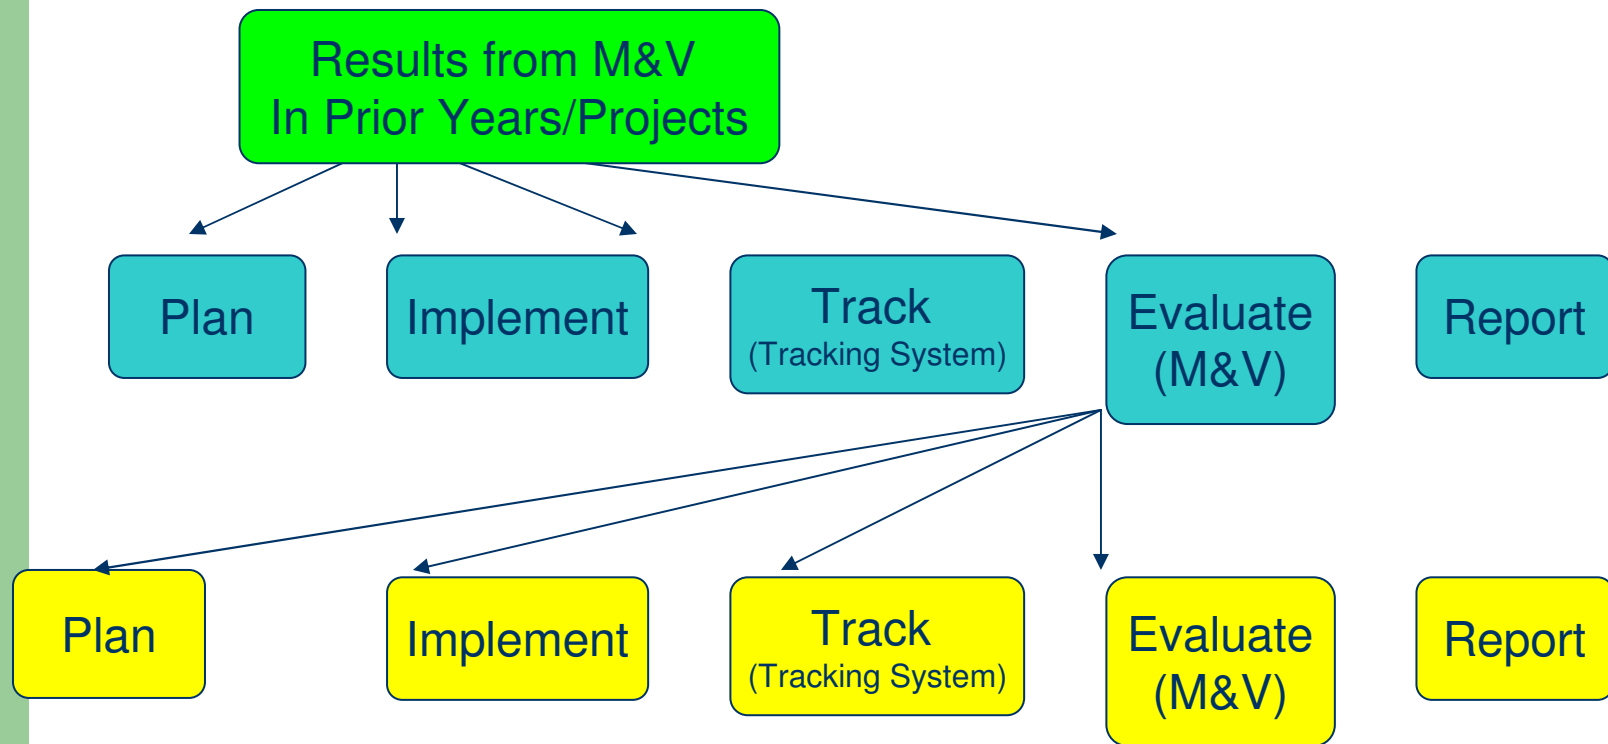 Results from M&V
In Prior Years/Projects
Plan
Implement
Track
(Tracking System)
Evaluate
(M&V)
Report
Plan
Implement
Track
(Tracking System)
Evaluate
(M&V)
Report